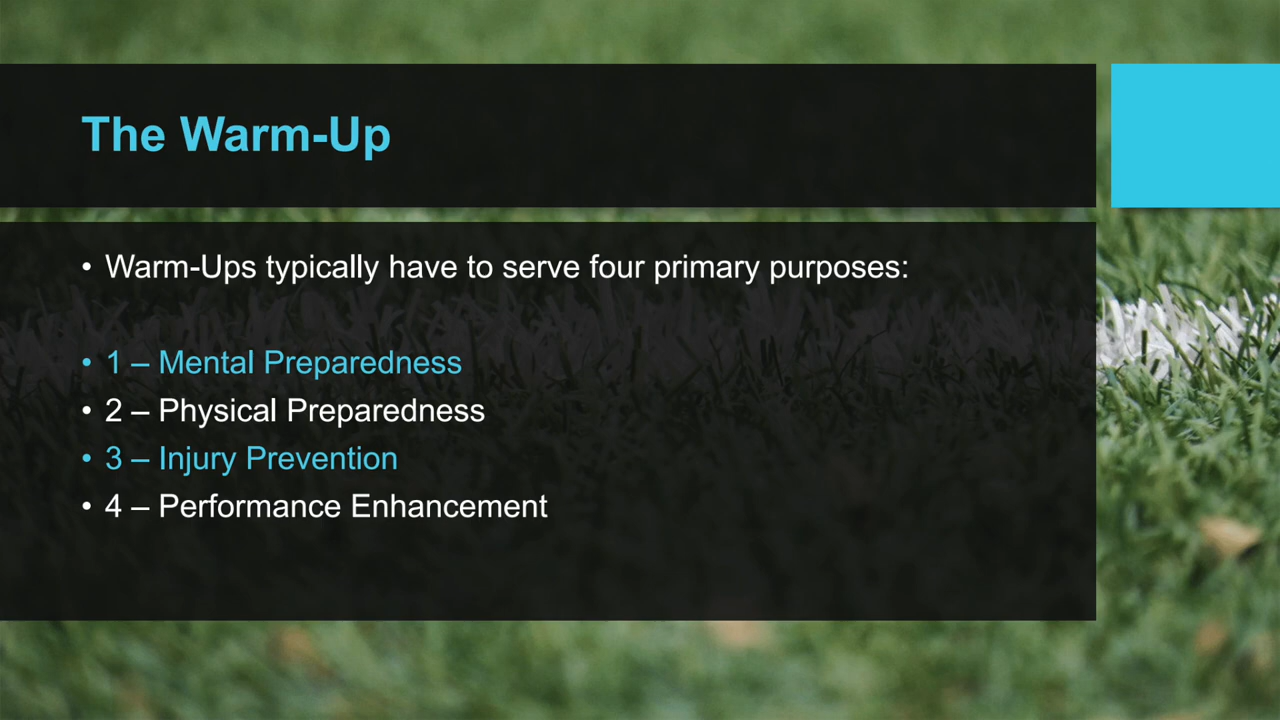 The Warm-Up
• Warm-Ups typically have to serve four primary purposes:
• 1 – Mental Preparedness
• 2 – Physical Preparedness
• 3 – Injury Prevention
• 4 – Performance Enhancement